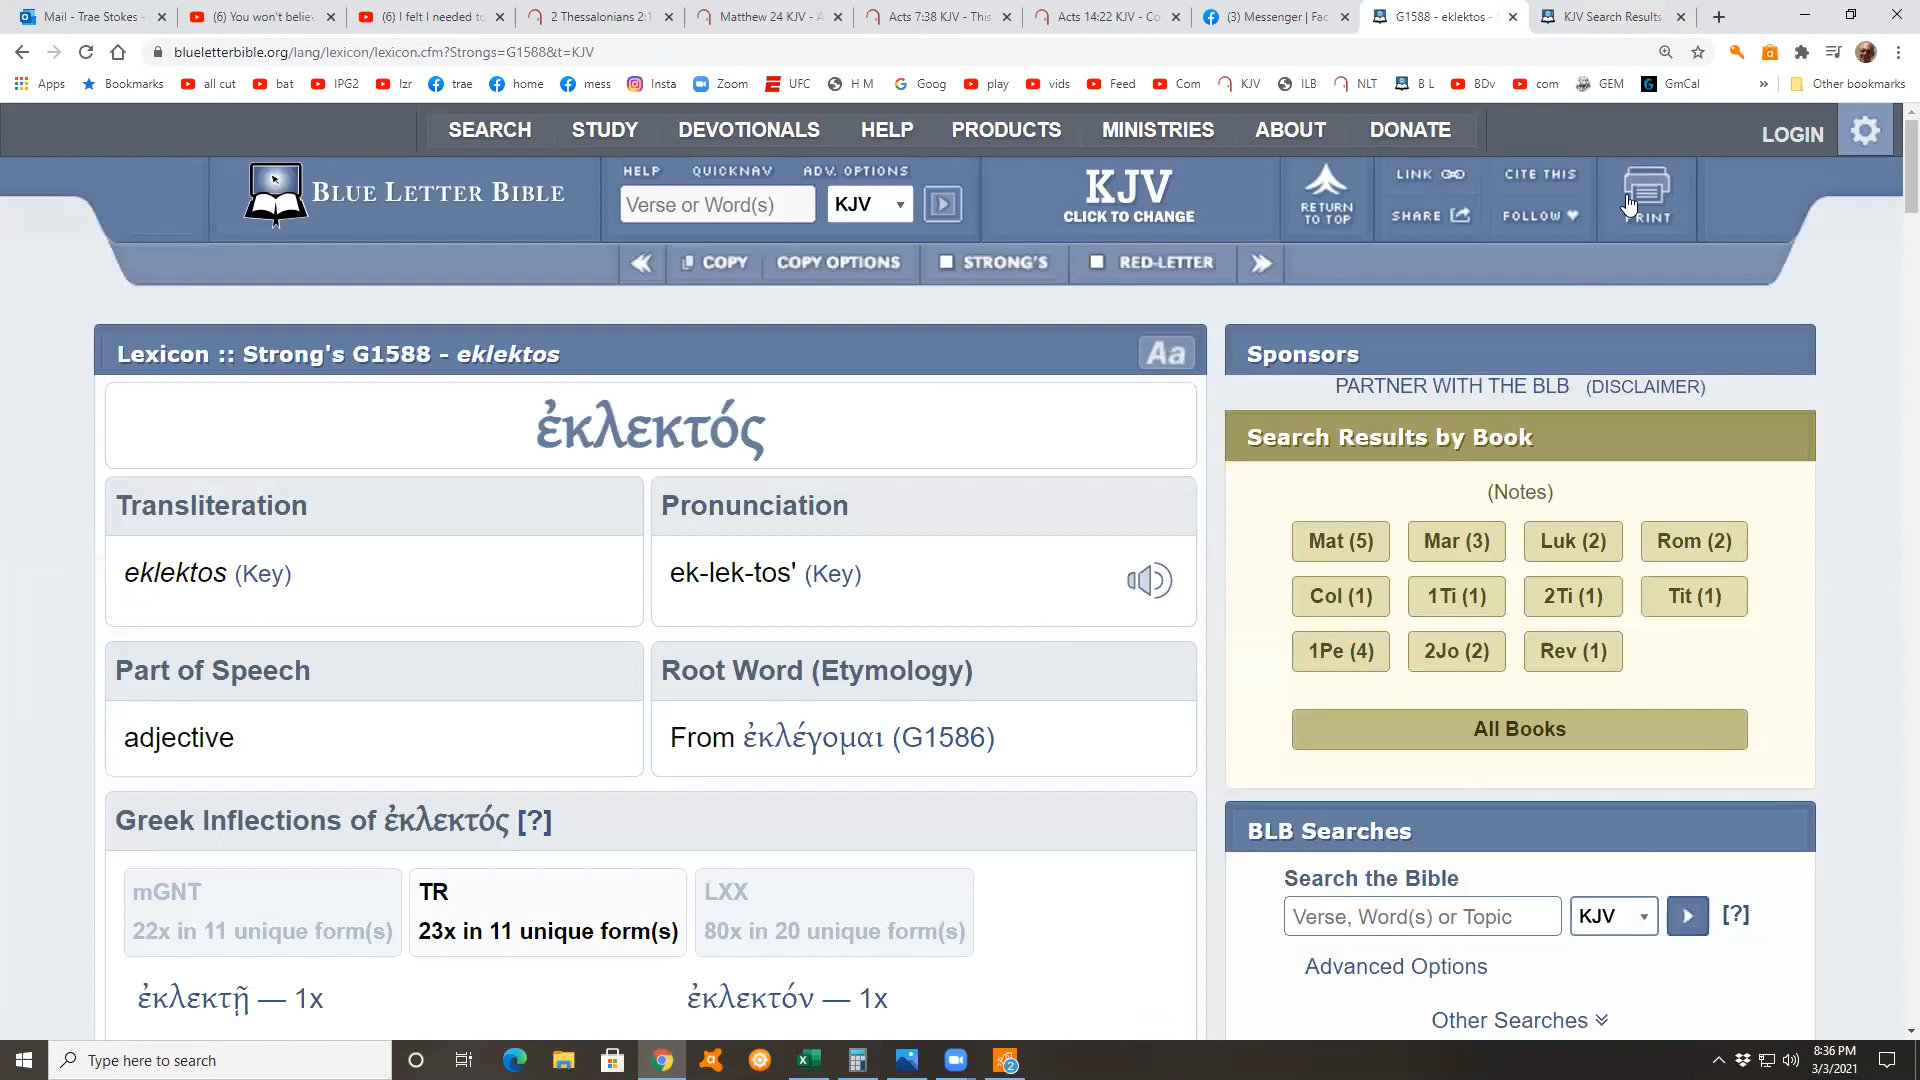 Mail - Trae Stokes -
(6) You won't belie
(6) I felt I needed to
2 Thessalonians 2:1
Matthew 24 KJV - A
Acts 7:38 KJV - This
Acts 14:22 KJV - Co
(3) Messenger | Fac
G1588 - eklektos -
KJV Search Results
blueletterbible.org/lang/lexicon/lexicon.cfm?Strongs=G1588&t=KJV
Apps
Bookmarks
all cut
bat
IPG2
lzr
trae
home
mess
Insta
Zoom
UFC
H M
Goog
play
vids
Feed
Com
KJV
ILB
NLT
B L
BDv
com
GEM
GmCal
»
Other bookmarks
SEARCH
STUDY
DEVOTIONALS
HELP
PRODUCTS
MINISTRIES
ABOUT
DONATE
LOGIN
BLUE LETTER BIBLE
HELP
QUICKNAV
ADV. OPTIONS
Verse or Word(s)
KJV
KJV
CLICK TO CHANGE
RETURN
TO TOP
LINK
CITE THIS
SHARE
FOLLOW
PRINT
COPY
COPY OPTIONS
STRONG'S
RED-LETTER
Lexicon :: Strong's G1588 - eklektos
Aa
ἐκλεκτός
Transliteration
eklektos (Key)
Pronunciation
ek-lek-tos' (Key)
Part of Speech
adjective
Root Word (Etymology)
From ἐκλέγομαι (G1586)
Greek Inflections of ἐκλεκτός [?]
mGNT
22x in 11 unique form(s)
TR
23x in 11 unique form(s)
LXX
80x in 20 unique form(s)
ἐκλεκτῇ — 1x
ἐκλεκτόν — 1x
Sponsors
PARTNER WITH THE BLB (DISCLAIMER)
Search Results by Book
(Notes)
Mat (5)
Mar (3)
Luk (2)
Rom (2)
Col (1)
1Ti (1)
2Ti (1)
Tit (1)
1Pe (4)
2Jo (2)
Rev (1)
All Books
BLB Searches
Search the Bible
Verse, Word(s) or Topic
KJV
[?]
Advanced Options
Other Searches
Type here to search
2
8:36 PM
3/3/2021